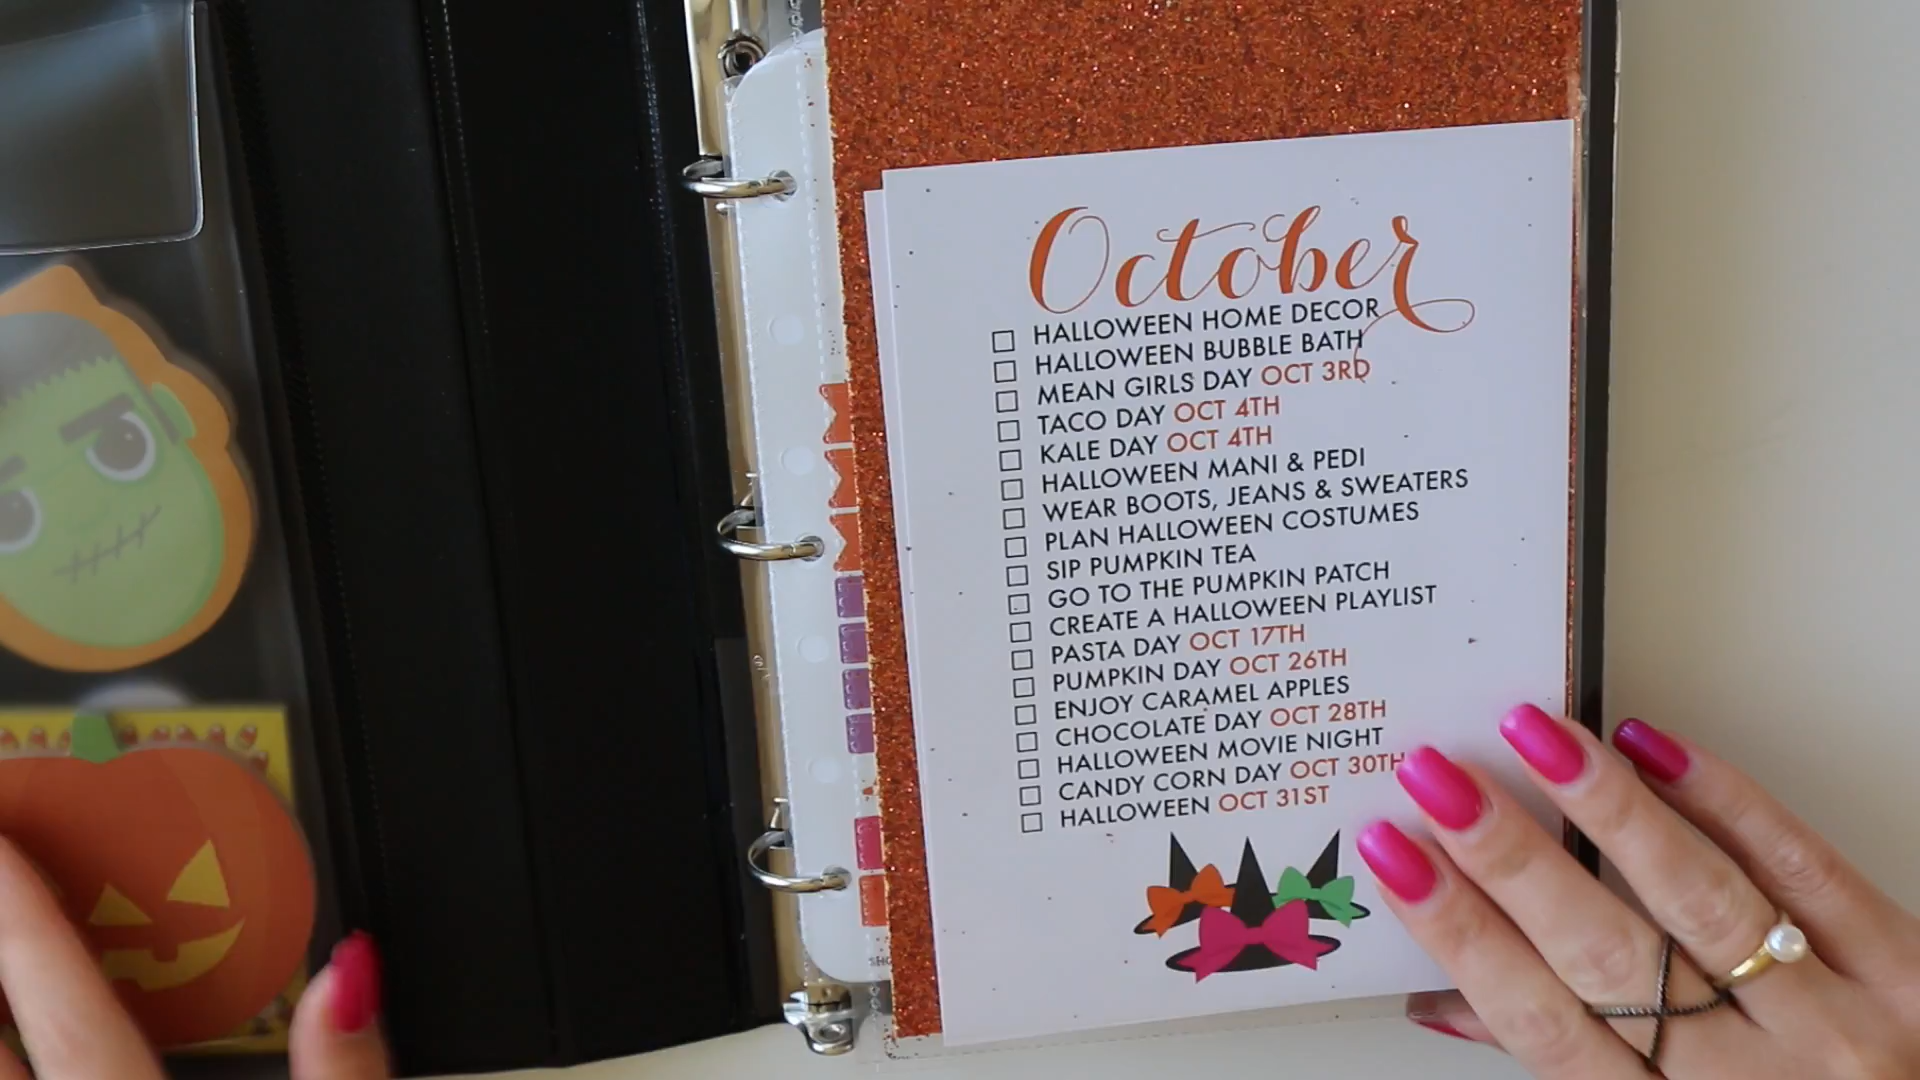 October
HALLOWEEN HOME DECOR
HALLOWEEN BUBBLE BATH
MEAN GIRLS DAY OCT 3RD
TACO DAY OCT 4TH
KALE DAY OCT 4TH
HALLOWEEN MANI & PEDI
WEAR BOOTS, JEANS & SWEATERS
PLAN HALLOWEEN COSTUMES
SIP PUMPKIN TEA
GO TO THE PUMPKIN PATCH
CREATE A HALLOWEEN PLAYLIST
PASTA DAY OCT 17TH
PUMPKIN DAY OCT 26TH
ENJOY CARAMEL APPLES
CHOCOLATE DAY OCT 28TH
HALLOWEEN MOVIE NIGHT
CANDY CORN DAY OCT 30TH
HALLOWEEN OCT 31ST